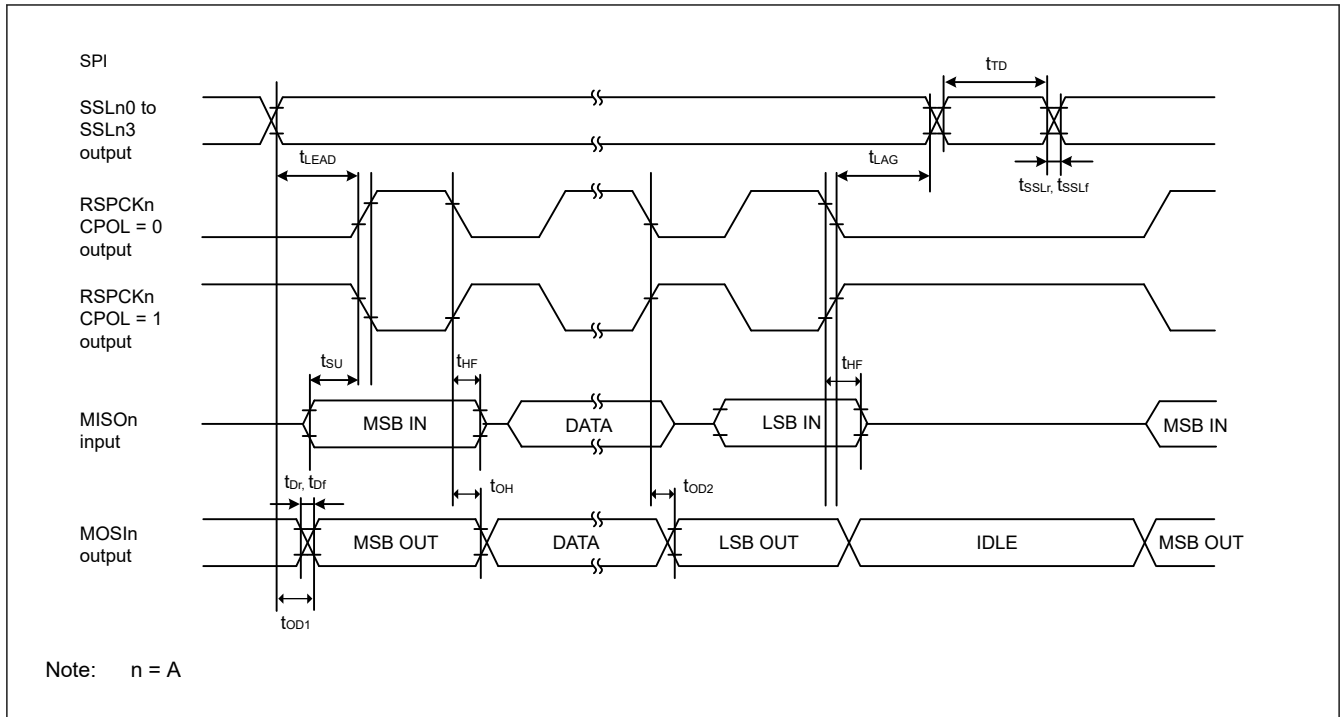 SPI
tTD
SSLn0 to
SSLn3
output
tLEAD
tLAG
tSSLr, tSSLf
RSPCKn
CPOL = 0
output
RSPCKn
CPOL = 1
output
tSU
tHF
tHF
MISOn
input
MSB IN
DATA
LSB IN
MSB IN
tDr, tDf
tOH
tOD2
MOSIn
output
MSB OUT
DATA
LSB OUT
IDLE
MSB OUT
tOD1
Note: n = A